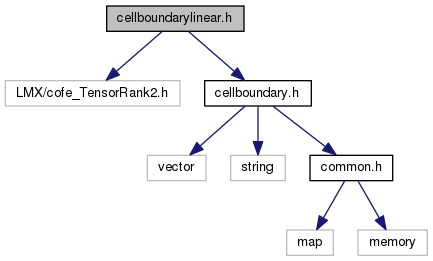 cellboundarylinear.h
LMX/cofe_TensorRank2.h
cellboundary.h
vector
string
common.h
map
memory